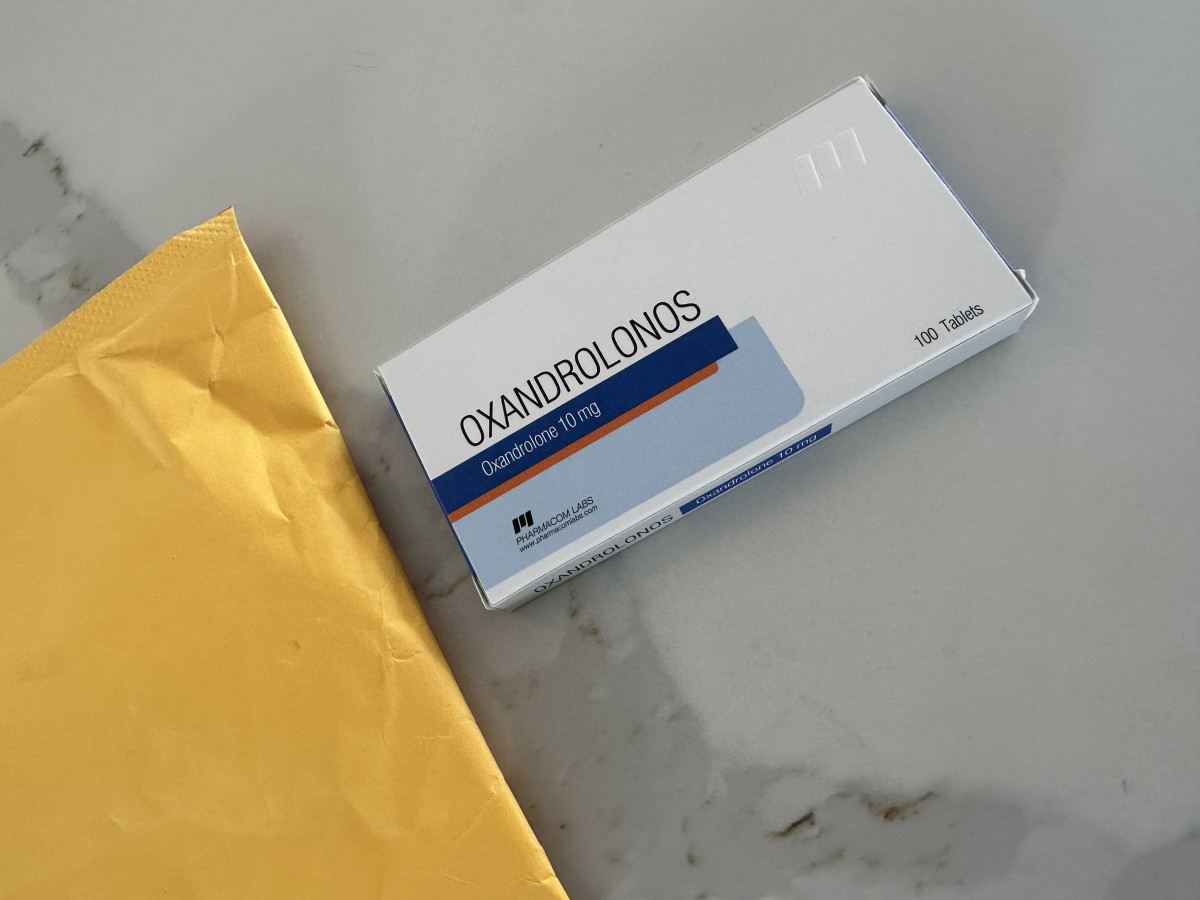 OXANDROLONOS
Oxandrolone 10 mg
100 Tablets
PHARMACOM LABS
www.pharmacomlabs.com
OXANDROLONOS
Oxandrolone 10 mg